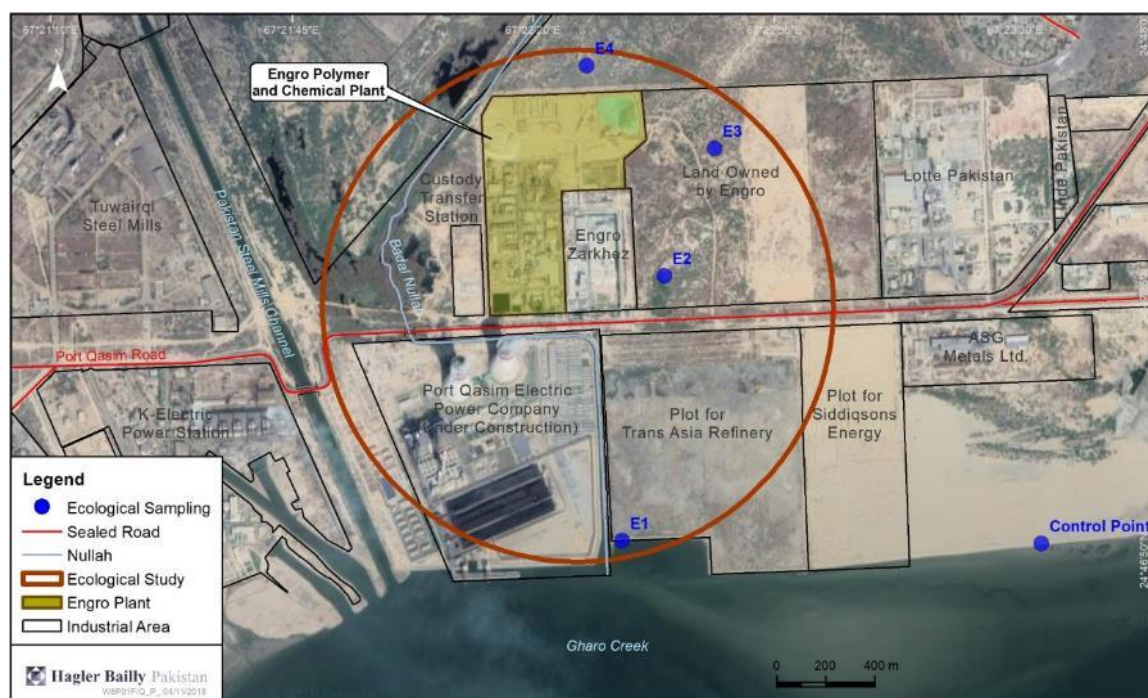 67°21'10"
67°21'45"
67°22'20"
67°22'56"
67°23'30"
E4
Engro Polymer
and Chemical Plant
E3
Land Owned
by Engro
Lotte Pakistan
Custody
Transfer
Station
Tuwairqi
Steel Mills
Pakistan Steel Mills Channel
Badal Nullah
Engro
Zarkhez
E2
Port Qasim Road
ASG
Metals Ltd.
Port Qasim Electric
Power Company
(Under Construction)
Plot for
Trans Asia Refinery
Plot for
Siddiqsons
Energy
K-Electric
Power Station
E1
Control Point
24°46'50"
Gharo Creek
Legend
Ecological Sampling
Sealed Road
Nullah
Ecological Study
Engro Plant
Industrial Area
Hagler Bailly Pakistan
0 200 400 m